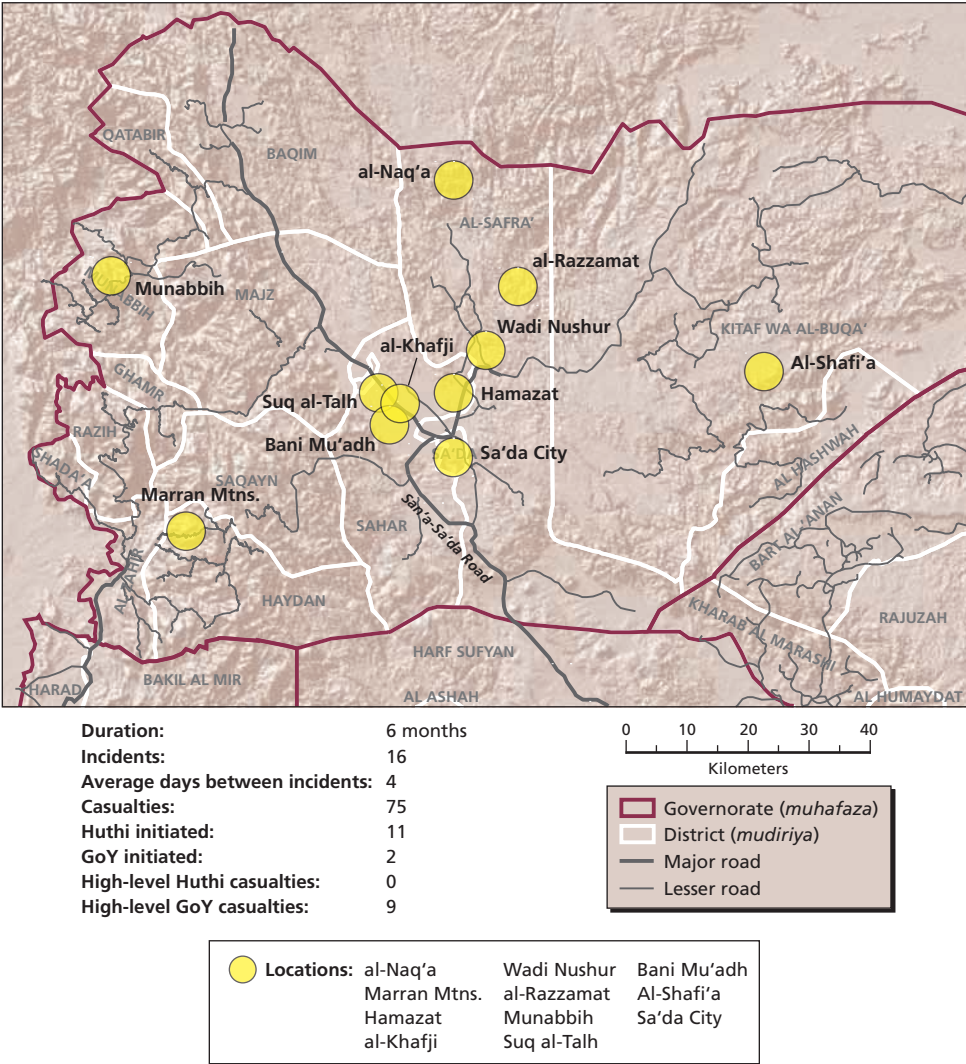 QATABIR
BAQIM
al-Naq‘a
AL-SAFRA’
al-Razzamat
Munabbih
MAJZ
Wadi Nushur
KITAF WA AL-BUQA‘
al-Khafji
Al-Shafi‘a
GHAMR
Suq al-Talh
Hamazat
RAZIH
Bani Mu‘adh
SA‘DA
Sa‘da City
SHADA’A
SAQAYN
AL HASHWAH
Marran Mtns.
SAHAR
San‘a-Sa‘da Road
BART AL ‘ANAN
HAYDAN
KHARAB AL MARASHI
RAJUZAH
HARF SUFYAN
BAKIL AL MIR
HARAD
AL ASHAH
AL HUMAYDAT
Duration: 6 months
Incidents: 16
Average days between incidents: 4
Casualties: 75
Huthi initiated: 11
GoY initiated: 2
High-level Huthi casualties: 0
High-level GoY casualties: 9
0 10 20 30 40
Kilometers
Governorate (muhafaza)
District (mudiriya)
Major road
Lesser road
Locations: al-Naq‘a Wadi Nushur Bani Mu‘adh
Marran Mtns. al-Razzamat Al-Shafi‘a
Hamazat Munabbih Sa‘da City
al-Khafji Suq al-Talh